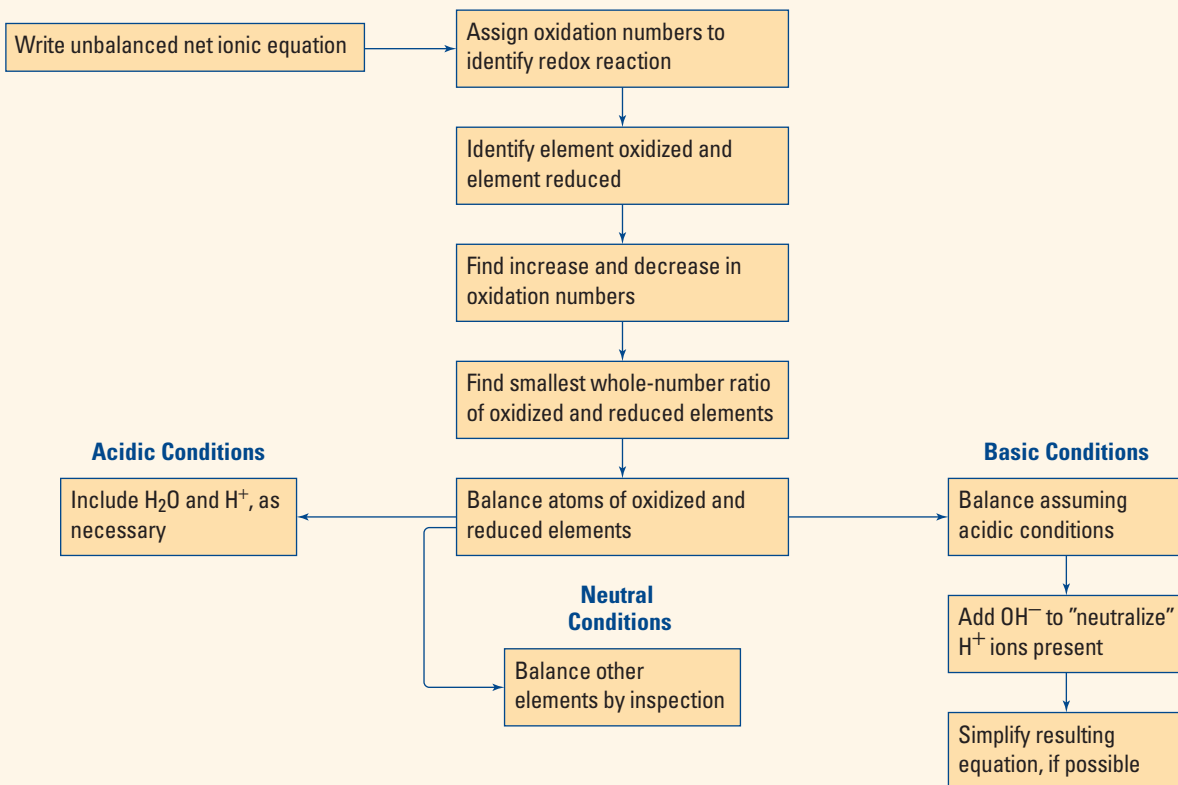 Write unbalanced net ionic equation
Assign oxidation numbers to
identify redox reaction
Identify element oxidized and
element reduced
Find increase and decrease in
oxidation numbers
Find smallest whole-number ratio
of oxidized and reduced elements
Balance atoms of oxidized and
reduced elements
Acidic Conditions
Include H₂O and H⁺, as
necessary
Neutral
Conditions
Balance other
elements by inspection
Basic Conditions
Balance assuming
acidic conditions
Add OH⁻ to ”neutralize”
H⁺ ions present
Simplify resulting
equation, if possible